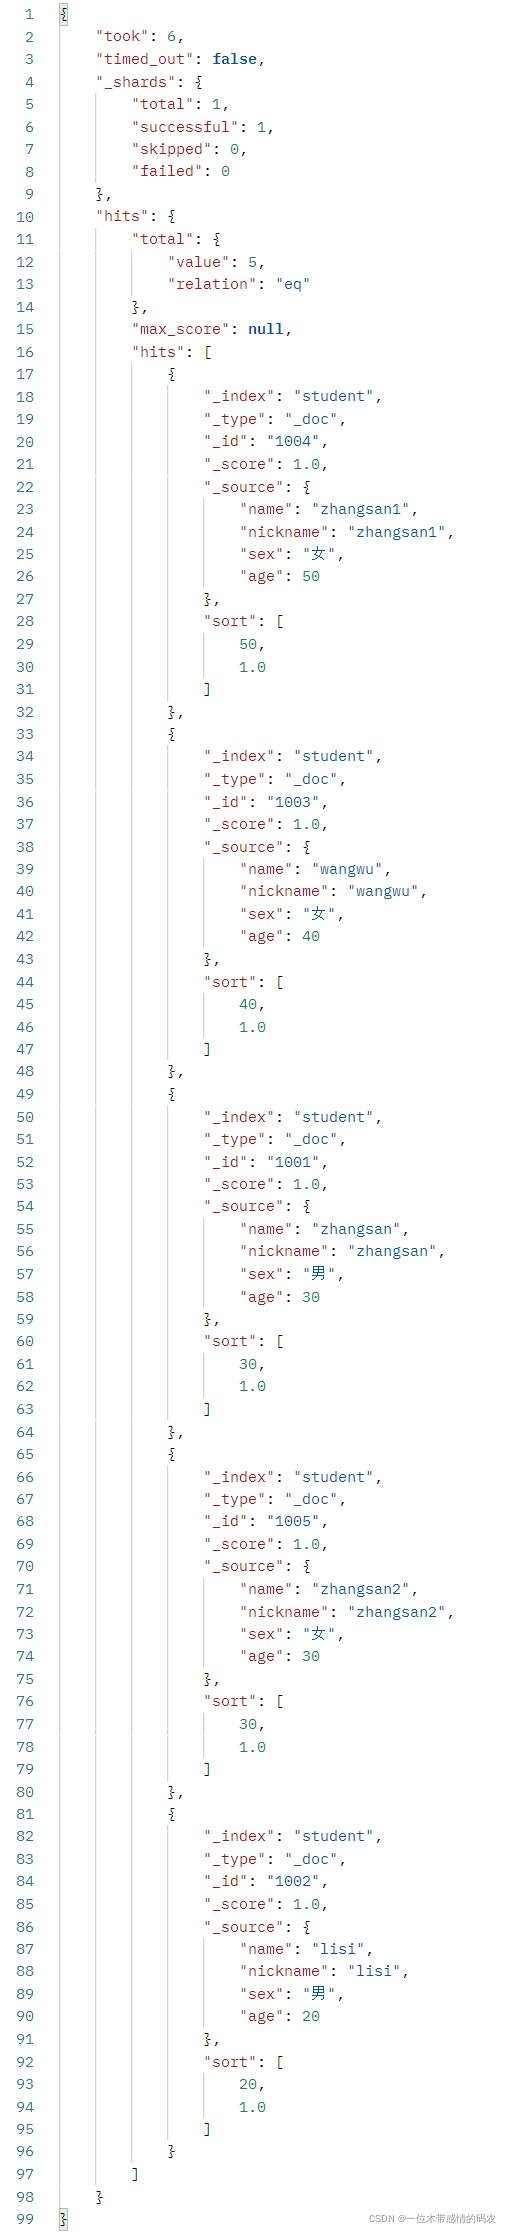 1 {
2 "took": 6,
3 "timed_out": false,
4 "_shards": {
5 "total": 1,
6 "successful": 1,
7 "skipped": 0,
8 "failed": 0
9 },
10 "hits": {
11 "total": {
12 "value": 5,
13 "relation": "eq"
14 },
15 "max_score": null,
16 "hits": [
17 {
18 "_index": "student",
19 "_type": "_doc",
20 "_id": "1004",
21 "_score": 1.0,
22 "_source": {
23 "name": "zhangsan1",
24 "nickname": "zhangsan1",
25 "sex": "女",
26 "age": 50
27 },
28 "sort": [
29 50,
30 1.0
31 ]
32 },
33 {
34 "_index": "student",
35 "_type": "_doc",
36 "_id": "1003",
37 "_score": 1.0,
38 "_source": {
39 "name": "wangwu",
40 "nickname": "wangwu",
41 "sex": "女",
42 "age": 40
43 },
44 "sort": [
45 40,
46 1.0
47 ]
48 },
49 {
50 "_index": "student",
51 "_type": "_doc",
52 "_id": "1001",
53 "_score": 1.0,
54 "_source": {
55 "name": "zhangsan",
56 "nickname": "zhangsan",
57 "sex": "男",
58 "age": 30
59 },
60 "sort": [
61 30,
62 1.0
63 ]
64 },
65 {
66 "_index": "student",
67 "_type": "_doc",
68 "_id": "1005",
69 "_score": 1.0,
70 "_source": {
71 "name": "zhangsan2",
72 "nickname": "zhangsan2",
73 "sex": "女",
74 "age": 30
75 },
76 "sort": [
77 30,
78 1.0
79 ]
80 },
81 {
82 "_index": "student",
83 "_type": "_doc",
84 "_id": "1002",
85 "_score": 1.0,
86 "_source": {
87 "name": "lisi",
88 "nickname": "lisi",
89 "sex": "男",
90 "age": 20
91 },
92 "sort": [
93 20,
94 1.0
95 ]
96 }
97 ]
98 }
99 }
CSDN @一位木带感情的码农